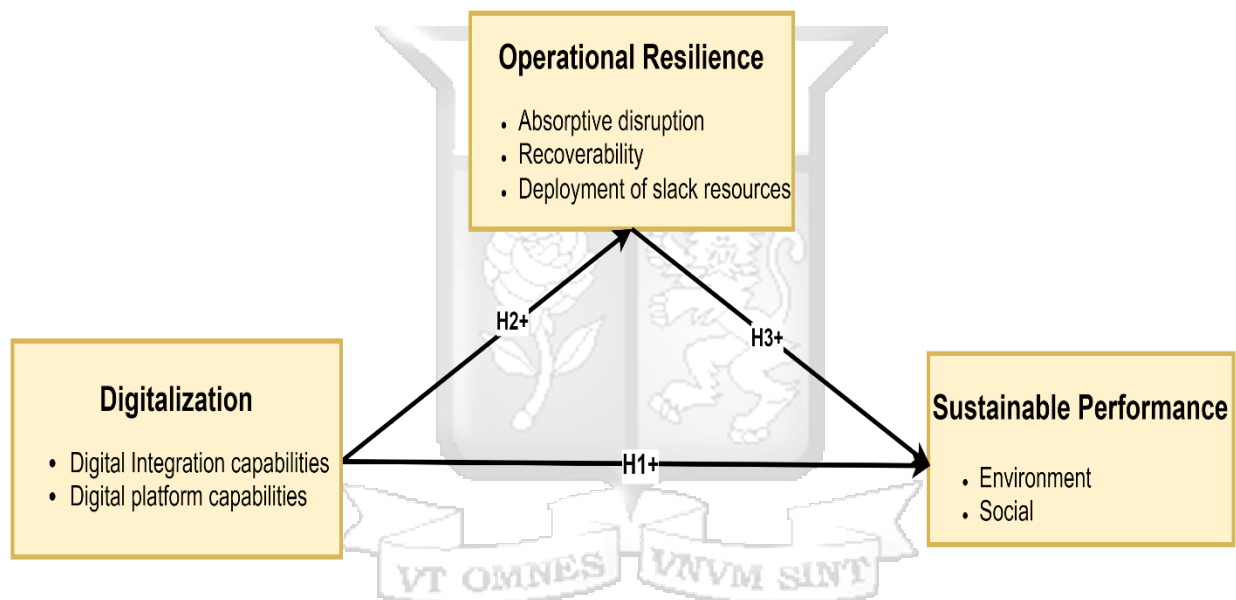 Operational Resilience
• Absorptive disruption
• Recoverability
• Deployment of slack resources
H2+
H3+
Digitalization
• Digital Integration capabilities
• Digital platform capabilities
H1+
Sustainable Performance
• Environment
• Social
VT OMNES VNVM SINT